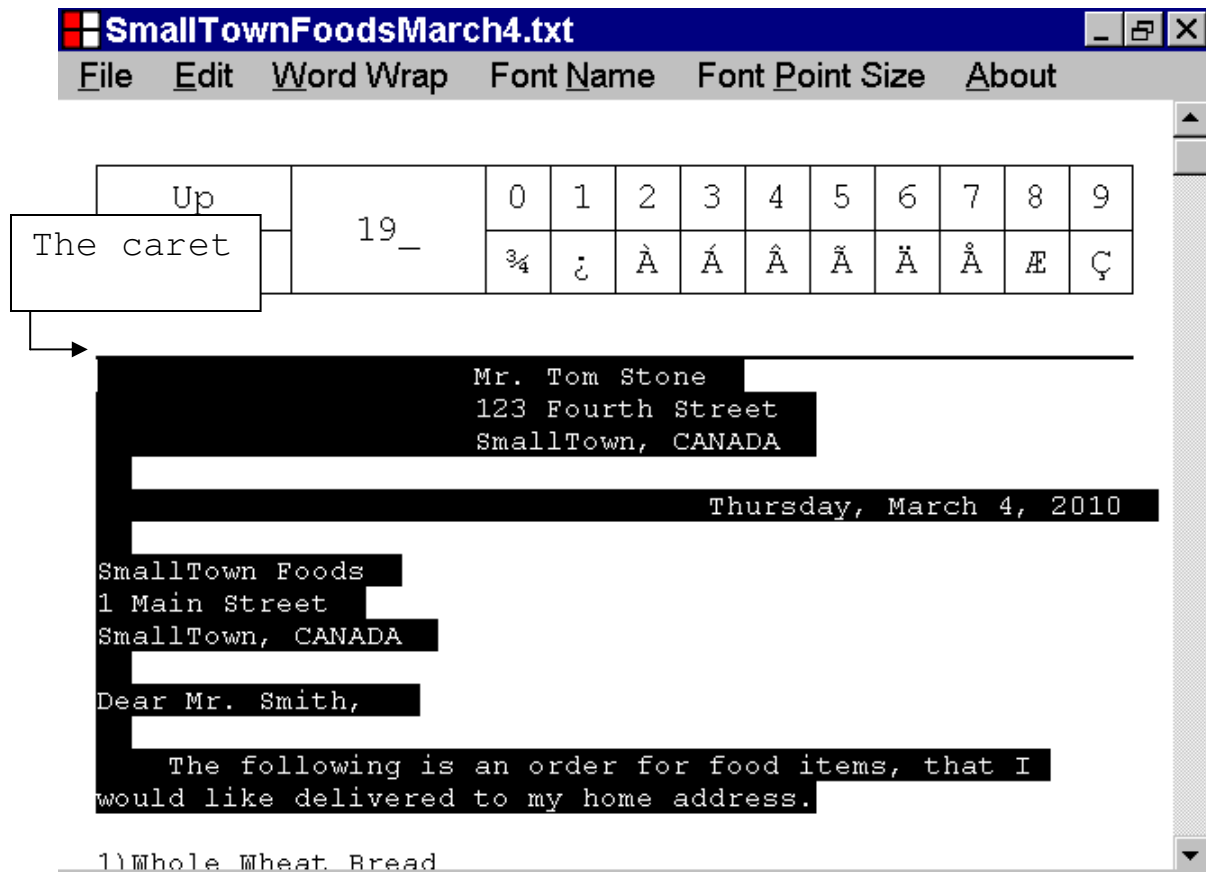 SmallTownFoodsMarch4.txt
File Edit Word Wrap Font Name Font Point Size About
Up 19_ 0 1 2 3 4 5 6 7 8 9
The caret
¾ ¿ À Á Â Ã Ä Å Æ Ç
Mr. Tom Stone
123 Fourth Street
SmallTown, CANADA
Thursday, March 4, 2010
SmallTown Foods
1 Main Street
SmallTown, CANADA
Dear Mr. Smith,
The following is an order for food items, that I
would like delivered to my home address.
1)Whole Wheat Bread